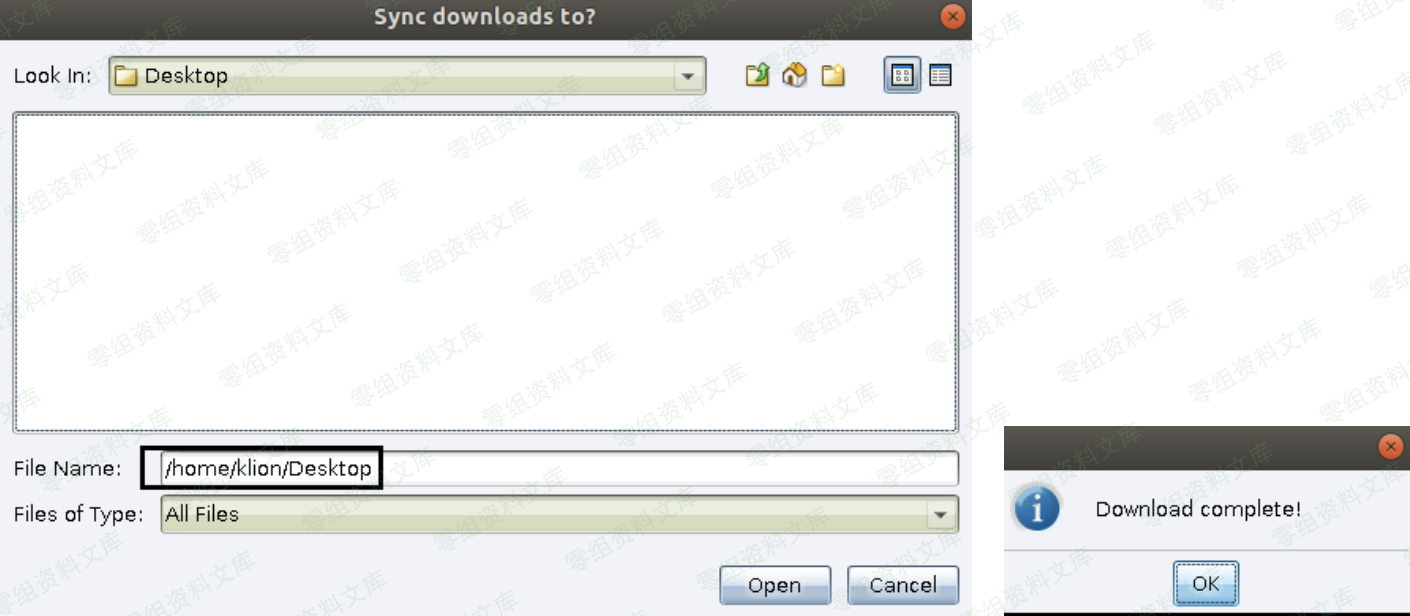 Sync downloads to?
Look In: Desktop
File Name: /home/klion/Desktop
Files of Type: All Files
Open Cancel
Download complete!
OK
零组资料文库